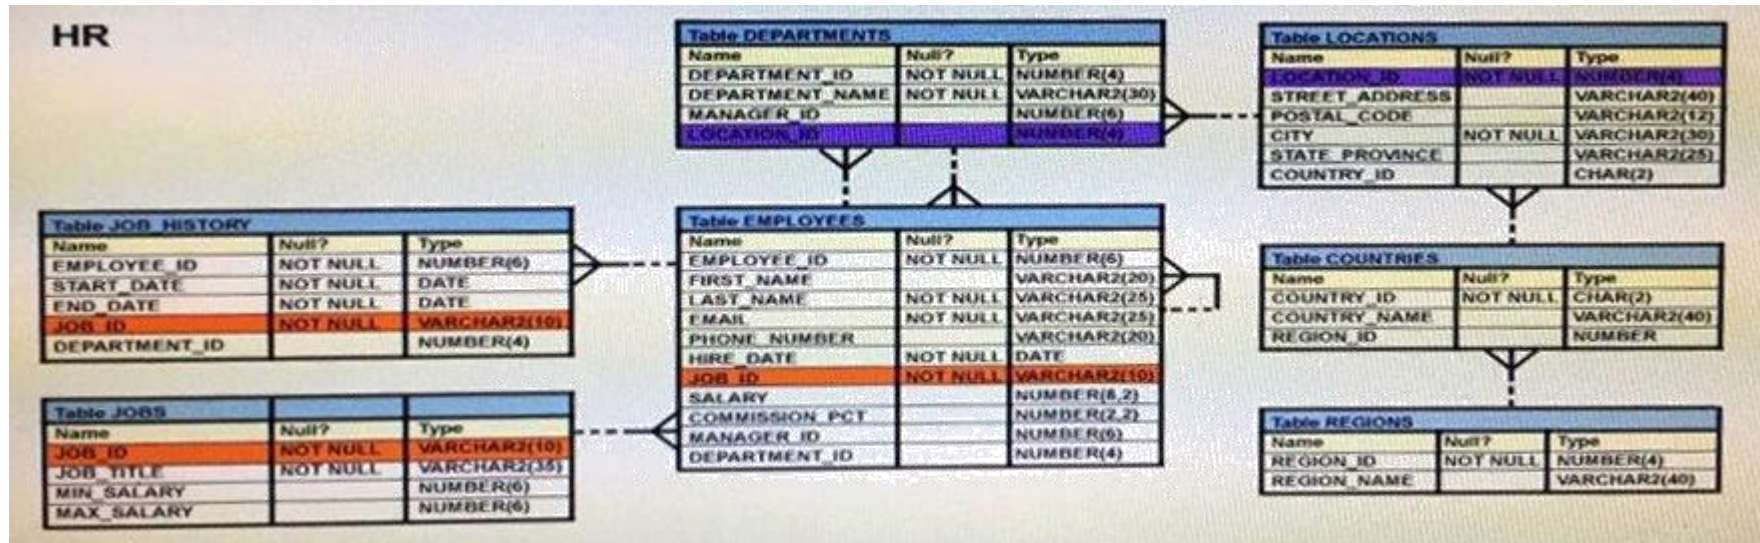 HR
Table DEPARTMENTS
Name Null? Type
DEPARTMENT_ID NOT NULL NUMBER(4)
DEPARTMENT_NAME NOT NULL VARCHAR2(30)
MANAGER_ID NUMBER(6)
LOCATION_ID NUMBER(4)
Table LOCATIONS
Name Null? Type
LOCATION_ID NOT NULL NUMBER(4)
STREET_ADDRESS VARCHAR2(40)
POSTAL_CODE VARCHAR2(12)
CITY NOT NULL VARCHAR2(30)
STATE_PROVINCE VARCHAR2(25)
COUNTRY_ID CHAR(2)
Table JOB_HISTORY
Name Null? Type
EMPLOYEE_ID NOT NULL NUMBER(6)
START_DATE NOT NULL DATE
END_DATE NOT NULL DATE
JOB_ID NOT NULL VARCHAR2(10)
DEPARTMENT_ID NUMBER(4)
Table EMPLOYEES
Name Null? Type
EMPLOYEE_ID NOT NULL NUMBER(6)
FIRST_NAME VARCHAR2(20)
LAST_NAME NOT NULL VARCHAR2(25)
EMAIL NOT NULL VARCHAR2(25)
PHONE_NUMBER VARCHAR2(20)
HIRE_DATE NOT NULL DATE
JOB_ID NOT NULL VARCHAR2(10)
SALARY NUMBER(8,2)
COMMISSION_PCT NUMBER(2,2)
MANAGER_ID NUMBER(6)
DEPARTMENT_ID NUMBER(4)
Table COUNTRIES
Name Null? Type
COUNTRY_ID NOT NULL CHAR(2)
COUNTRY_NAME VARCHAR2(40)
REGION_ID NUMBER
Table JOBS
Name Null? Type
JOB_ID NOT NULL VARCHAR2(10)
JOB_TITLE NOT NULL VARCHAR2(35)
MIN_SALARY NUMBER(6)
MAX_SALARY NUMBER(6)
Table REGIONS
Name Null? Type
REGION_ID NOT NULL NUMBER(4)
REGION_NAME VARCHAR2(40)